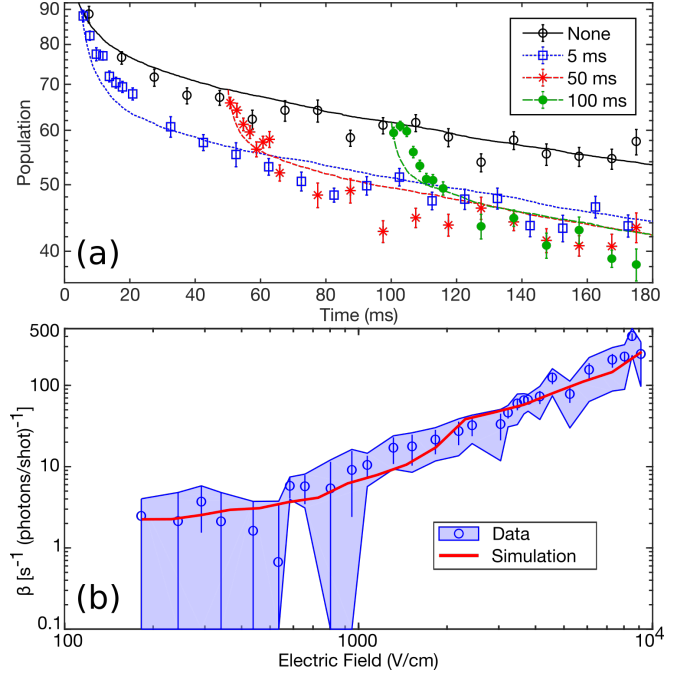 90
80
70
60
50
40
Population
None
5 ms
50 ms
100 ms
(a)
0 20 40 60 80 100 120 140 160 180
Time (ms)
500
100
10
1
0.1
β [s⁻¹ (photons/shot)⁻¹]
Data
Simulation
(b)
100 1000 10⁴
Electric Field (V/cm)